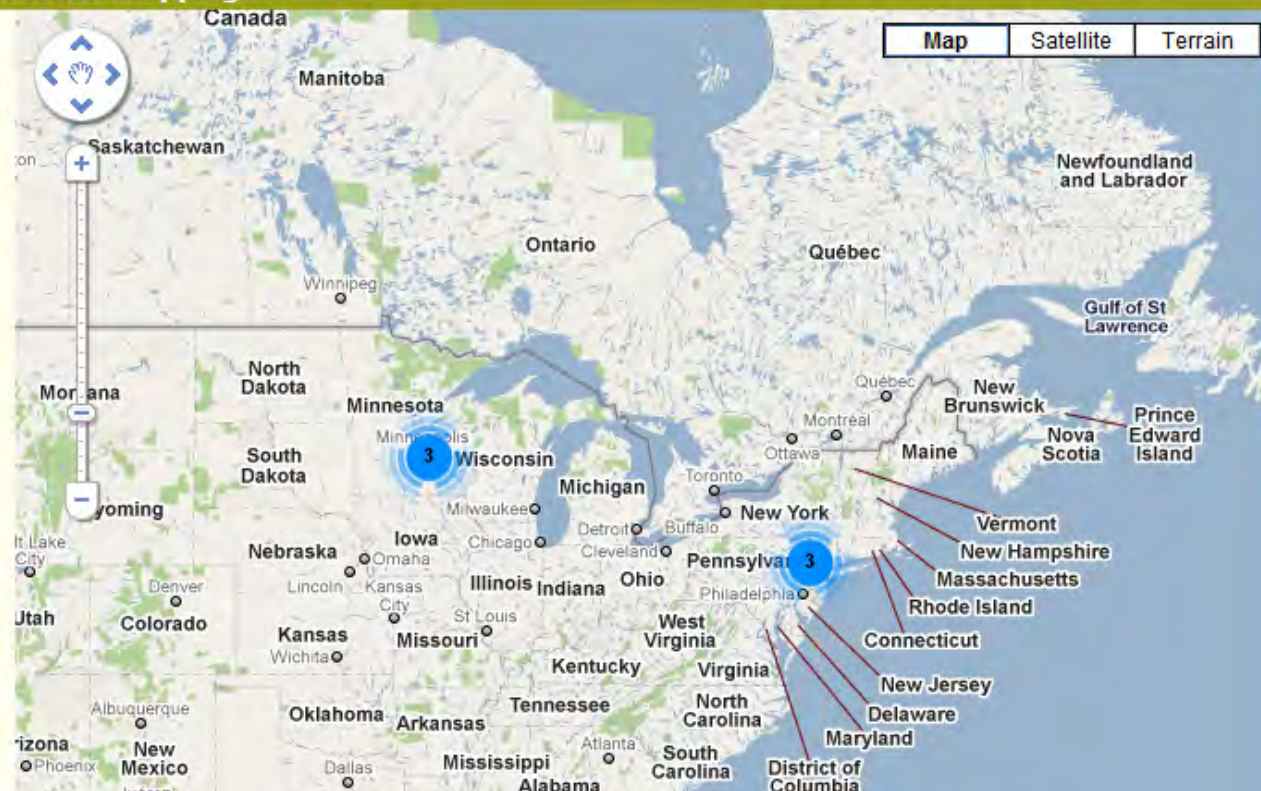 Canada
Map
Satellite
Terrain
Manitoba
Saskatchewan
Newfoundland
and Labrador
Ontario
Québec
Winnipeg
Gulf of St
Lawrence
North
Dakota
Montana
Minnesota
Québec
New
Brunswick
Prince
Edward
Island
Montréal
Minneapolis
3
Wisconsin
South
Dakota
Ottawa
Maine
Nova
Scotia
Toronto
Michigan
yoming
Milwaukee
New York
Vermont
Detroit
Buffalo
lt Lake
City
Iowa
Chicago
Cleveland
New Hampshire
Nebraska
Omaha
Pennsylva
3
Massachusetts
Denver
Lincoln
Kansas
City
Illinois
Indiana
Ohio
Philadelphia
Rhode Island
Utah
Colorado
St Louis
West
Virginia
Connecticut
Kansas
Missouri
Wichita
Kentucky
Virginia
New Jersey
Albuquerque
Oklahoma
Arkansas
Tennessee
North
Carolina
Delaware
Maryland
rizona
Phoenix
New
Mexico
Dallas
Mississippi
Atlanta
South
Carolina
District of
Columbia
Alabama